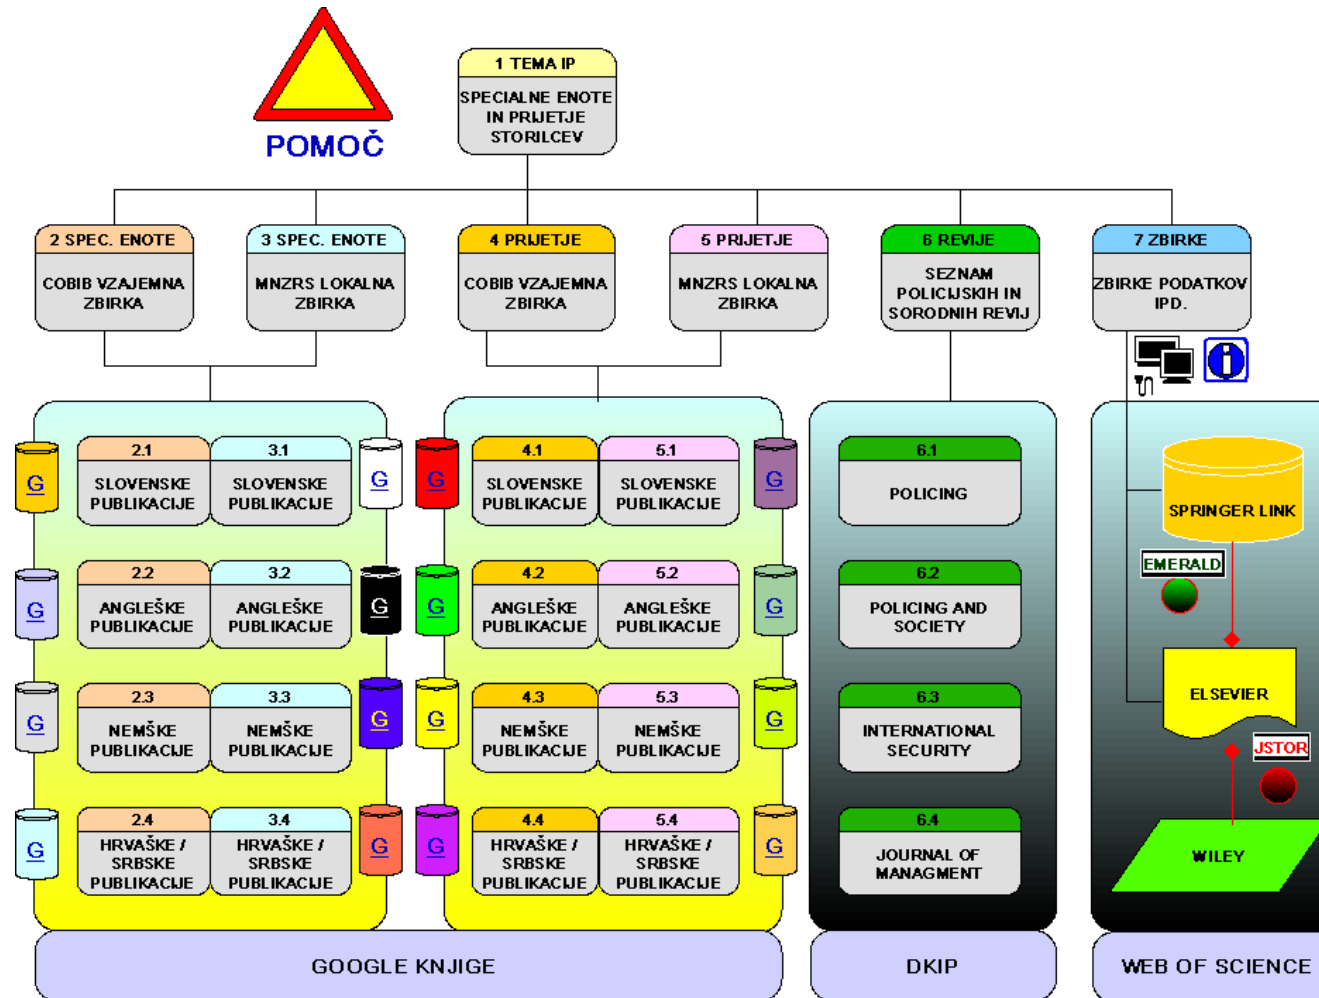 POMOČ
1 TEMA IP
SPECIALNE ENOTE
IN PRIJETJE
STORILCEV
2 SPEC. ENOTE
COBIB VZAJEMNA
ZBIRKA
3 SPEC. ENOTE
MNZRS LOKALNA
ZBIRKA
4 PRIJETJE
COBIB VZAJEMNA
ZBIRKA
5 PRIJETJE
MNZRS LOKALNA
ZBIRKA
6 REVIJE
SEZNAM
POLICIJSKIH IN
SORODNIH REVIJ
7 ZBIRKE
ZBIRKE PODATKOV
IPD.
i
G
2.1
SLOVENSKE
PUBLIKACIJE
3.1
SLOVENSKE
PUBLIKACIJE
G
G
4.1
SLOVENSKE
PUBLIKACIJE
5.1
SLOVENSKE
PUBLIKACIJE
G
6.1
POLICING
SPRINGER LINK
EMERALD
G
2.2
ANGLEŠKE
PUBLIKACIJE
3.2
ANGLEŠKE
PUBLIKACIJE
G
G
4.2
ANGLEŠKE
PUBLIKACIJE
5.2
ANGLEŠKE
PUBLIKACIJE
G
6.2
POLICING AND
SOCIETY
G
2.3
NEMŠKE
PUBLIKACIJE
3.3
NEMŠKE
PUBLIKACIJE
G
G
4.3
NEMŠKE
PUBLIKACIJE
5.3
NEMŠKE
PUBLIKACIJE
G
6.3
INTERNATIONAL
SECURITY
ELSEVIER
JSTOR
G
2.4
HRVAŠKE /
SRBSKE
PUBLIKACIJE
3.4
HRVAŠKE /
SRBSKE
PUBLIKACIJE
G
G
4.4
HRVAŠKE /
SRBSKE
PUBLIKACIJE
5.4
HRVAŠKE /
SRBSKE
PUBLIKACIJE
G
6.4
JOURNAL OF
MANAGMENT
WILEY
GOOGLE KNJIGE
DKIP
WEB OF SCIENCE